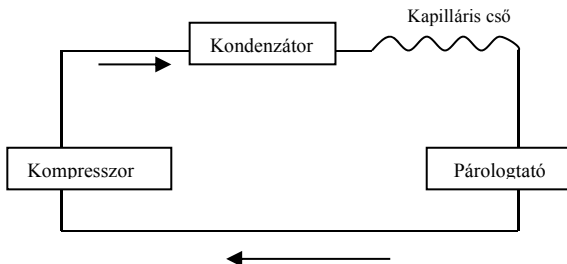 Kapilláris cső
Kondenzátor
Kompresszor
Párologtató